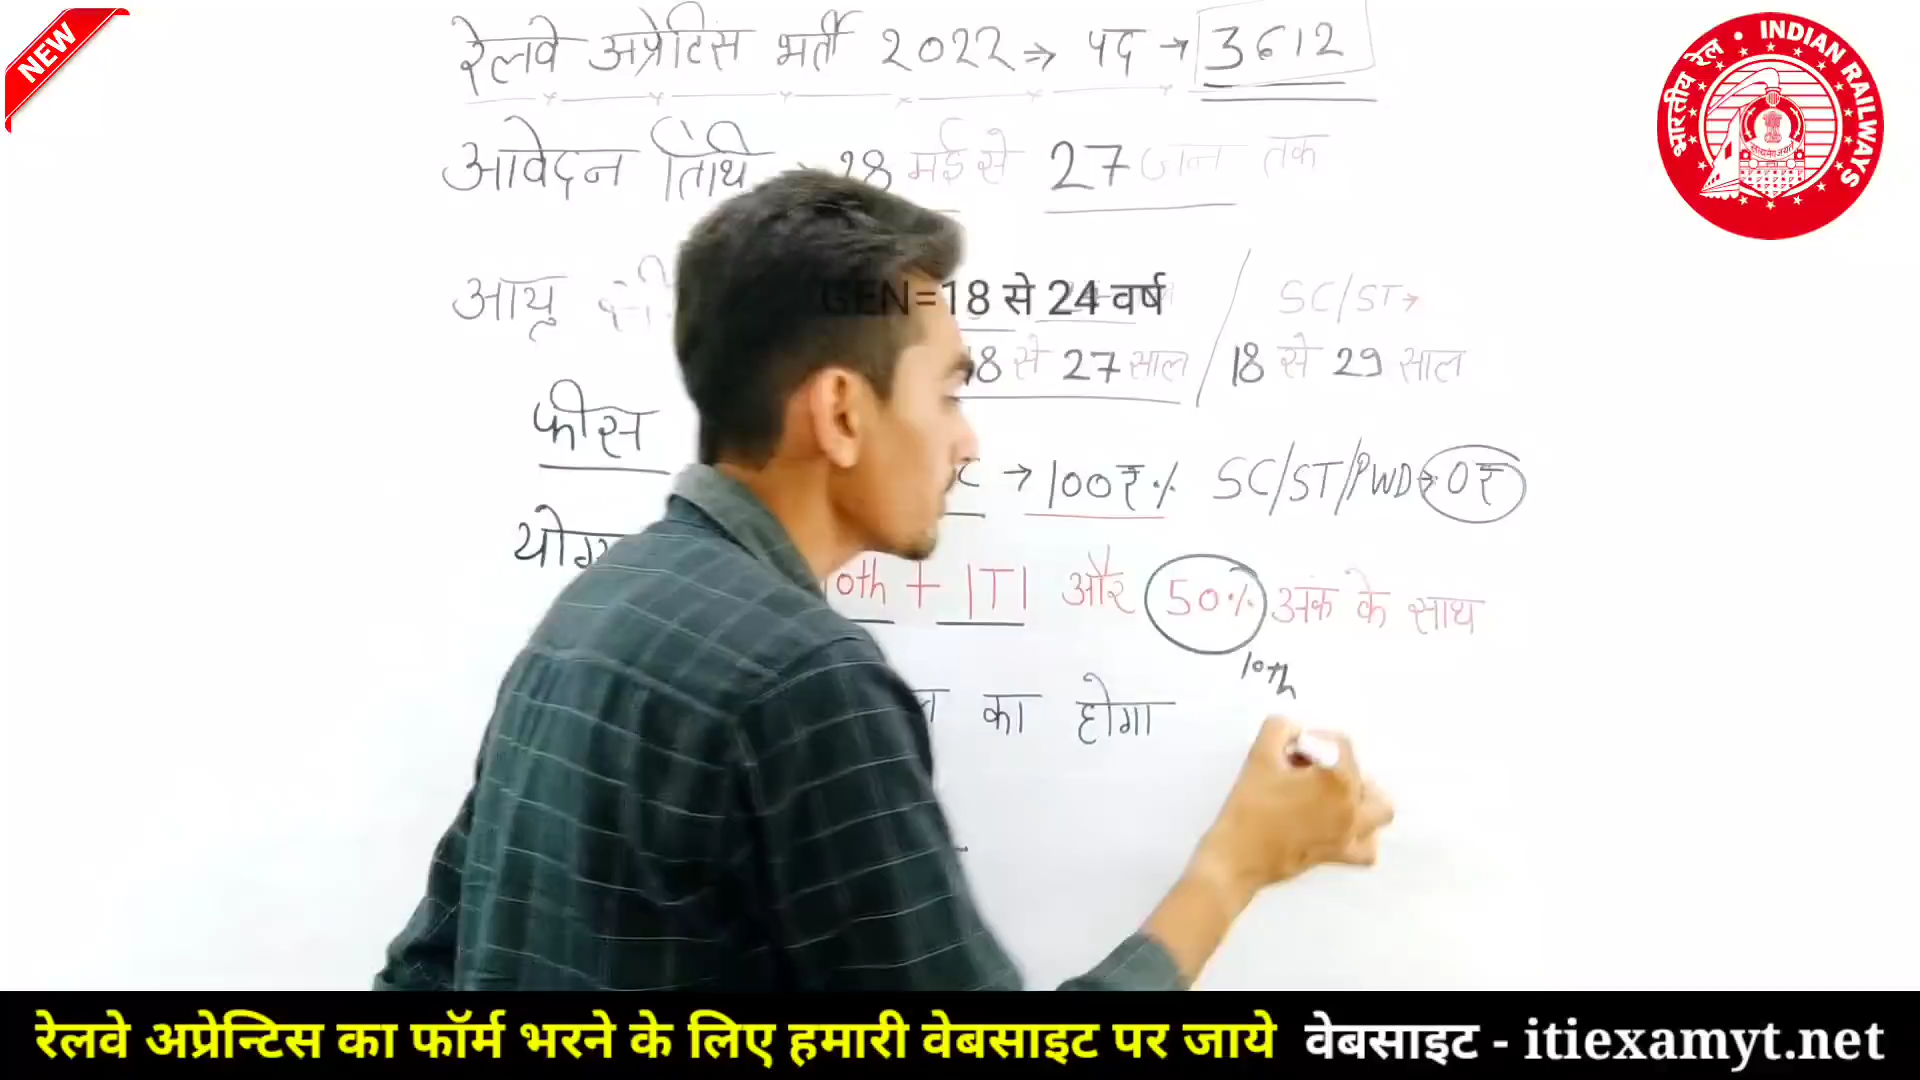 NEW
रेलवे अप्रेटिस भर्ती 2022 ⇒ पद → 3612
भारतीय रेल • INDIAN RAILWAYS
आवेदन तिथि 28 मई से 27 जून तक
आयु GEN=18 से 24 वर्ष / SC/ST→
18 से 27 साल / 18 से 29 साल
फीस
→ 100₹ % SC/ST/PWD→ 0₹
10th + ITI और 50% अंक के साथ
10th
का होगा
रेलवे अप्रेन्टिस का फॉर्म भरने के लिए हमारी वेबसाइट पर जाये वेबसाइट - itiexamyt.net